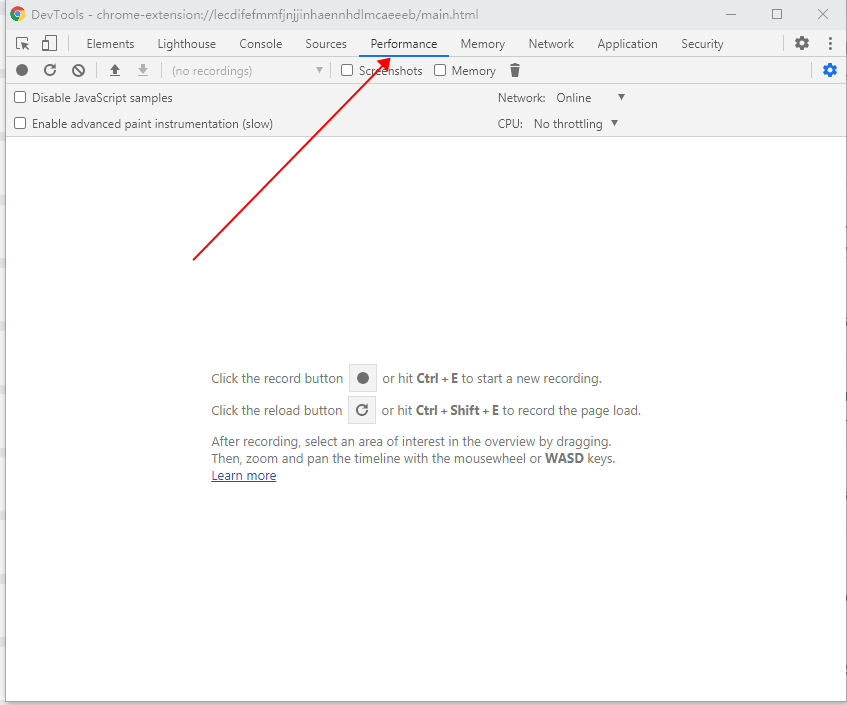 DevTools - chrome-extension://lecdifefmmfjnjjinhaennhdlmcaeeeb/main.html
Elements Lighthouse Console Sources Performance Memory Network Application Security
(no recordings) Screenshots Memory
Disable JavaScript samples Network: Online
Enable advanced paint instrumentation (slow) CPU: No throttling
Click the record button or hit Ctrl + E to start a new recording.
Click the reload button or hit Ctrl + Shift + E to record the page load.
After recording, select an area of interest in the overview by dragging.
Then, zoom and pan the timeline with the mousewheel or WASD keys.
Learn more